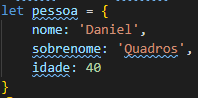 let pessoa = {
    nome: 'Daniel',
    sobrenome: 'Quadros',
    idade: 40
}